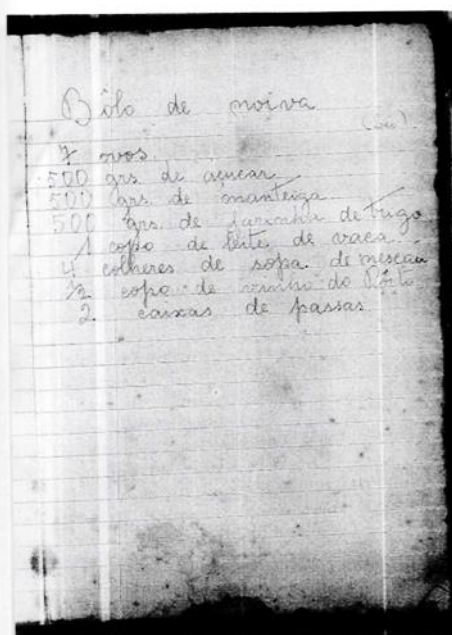 Bôlo de noiva
7 ovos
500 grs de açucar
500 grs de manteiga
500 grs de farinha de trigo
1 copo de leite de vaca
4 colheres de sopa de nescau
1/2 copo de vinho do Pôrto
2 caixas de passas